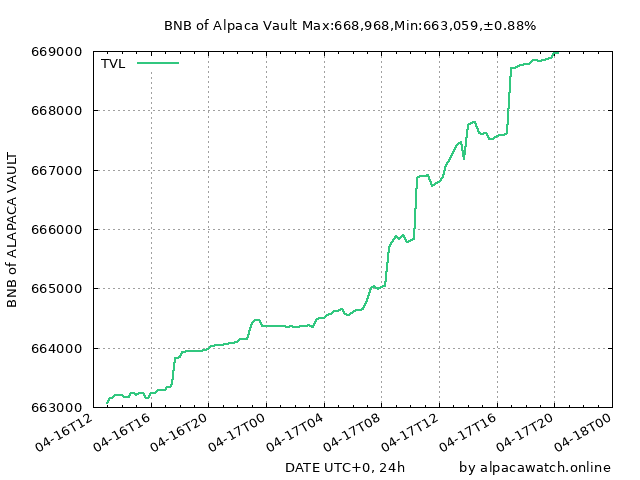 BNB of Alpaca Vault Max:668,968,Min:663,059,±0.88%
TVL
669000
668000
667000
666000
665000
664000
663000
BNB of ALAPACA VAULT
04-16T12
04-16T16
04-16T20
04-17T00
04-17T04
04-17T08
04-17T12
04-17T16
04-17T20
04-18T00
DATE UTC+0, 24h
by alpacawatch.online